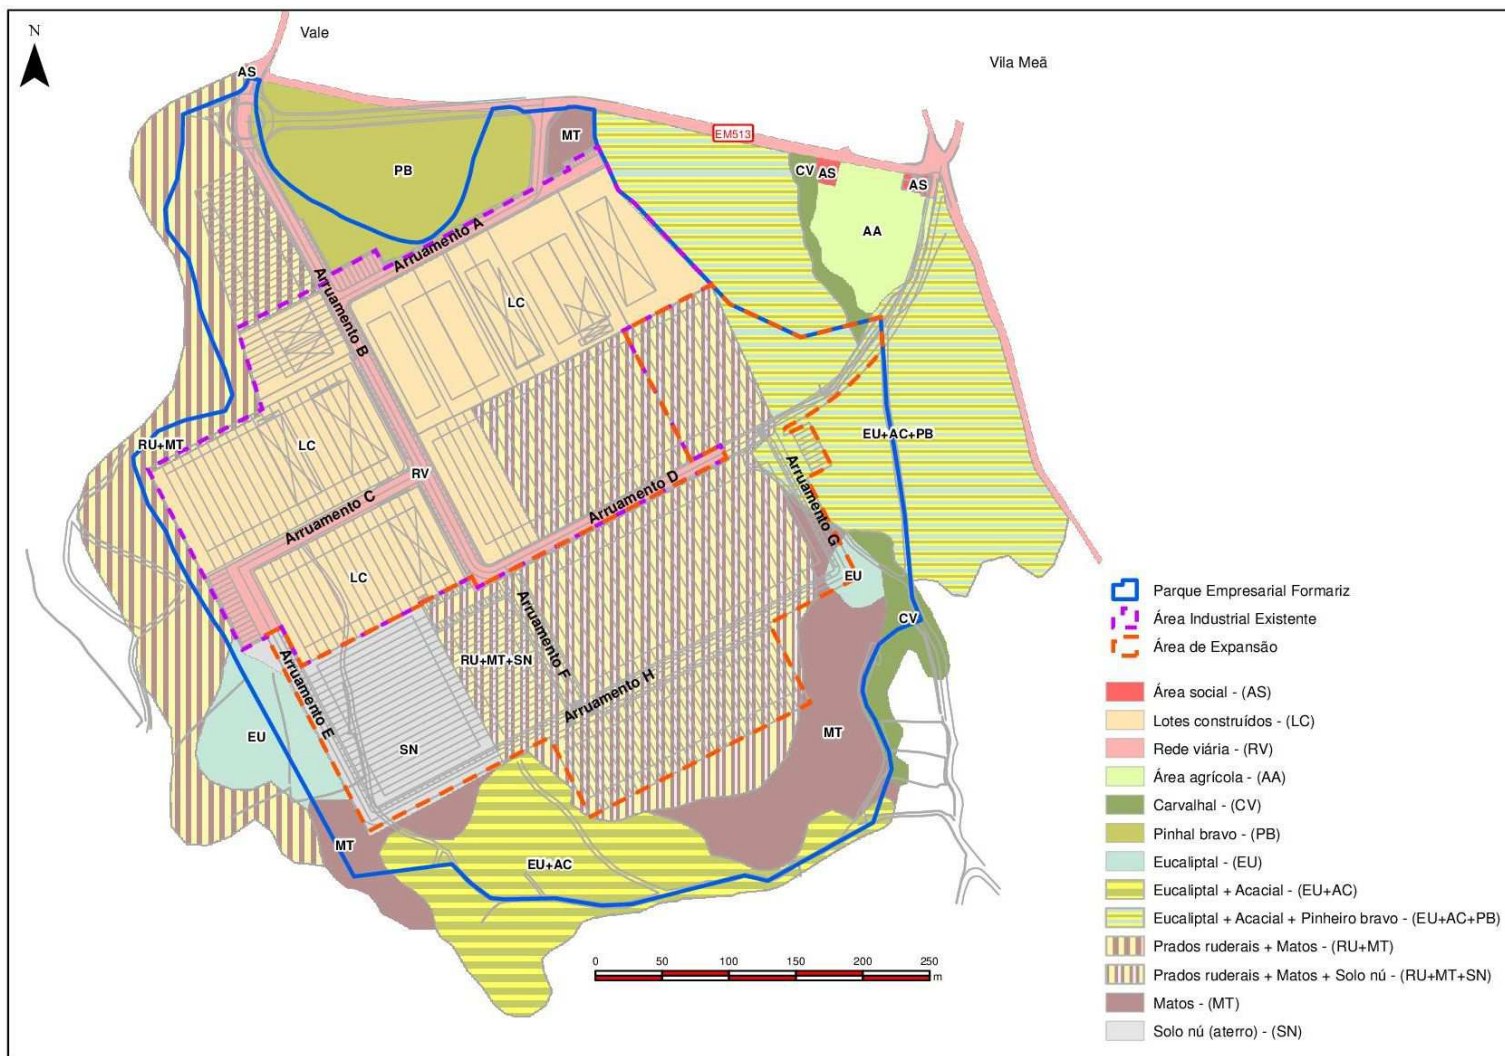 N
Vale
Vila Meã
AS
EM513
MT
PB
CV
AS
AS
AA
Arruamento A
Arruamento B
LC
EU+AC+PB
RU+MT
LC
RV
Arruamento D
Arruamento C
Arruamento G
LC
EU
Arruamento F
CV
RU+MT+SN
Arruamento H
Arruamento E
EU
SN
MT
MT
EU+AC
0 50 100 150 200 250
m
Parque Empresarial Formariz
Área Industrial Existente
Área de Expansão
Área social - (AS)
Lotes construídos - (LC)
Rede viária - (RV)
Área agrícola - (AA)
Carvalhal - (CV)
Pinhal bravo - (PB)
Eucaliptal - (EU)
Eucaliptal + Acacial - (EU+AC)
Eucaliptal + Acacial + Pinheiro bravo - (EU+AC+PB)
Prados ruderais + Matos - (RU+MT)
Prados ruderais + Matos + Solo nú - (RU+MT+SN)
Matos - (MT)
Solo nú (aterro) - (SN)